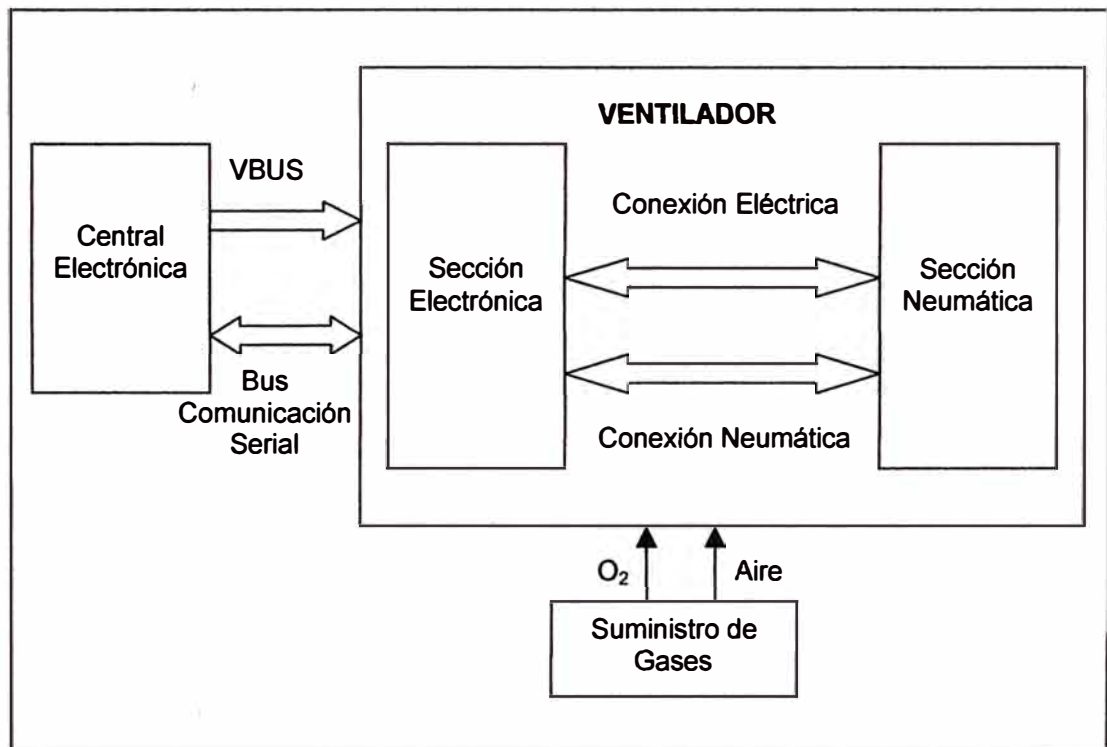 VENTILADOR
VBUS
Central
Electrónica
Bus
Comunicación
Serial
Sección
Electrónica
Conexión Eléctrica
Conexión Neumática
Sección
Neumática
O₂
Aire
Suministro de
Gases